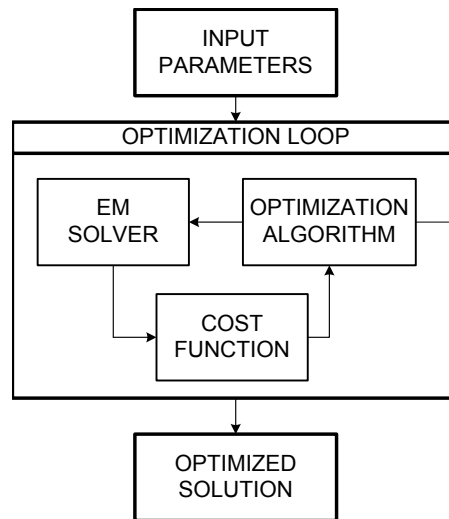 INPUT
PARAMETERS
OPTIMIZATION LOOP
EM
SOLVER
OPTIMIZATION
ALGORITHM
COST
FUNCTION
OPTIMIZED
SOLUTION